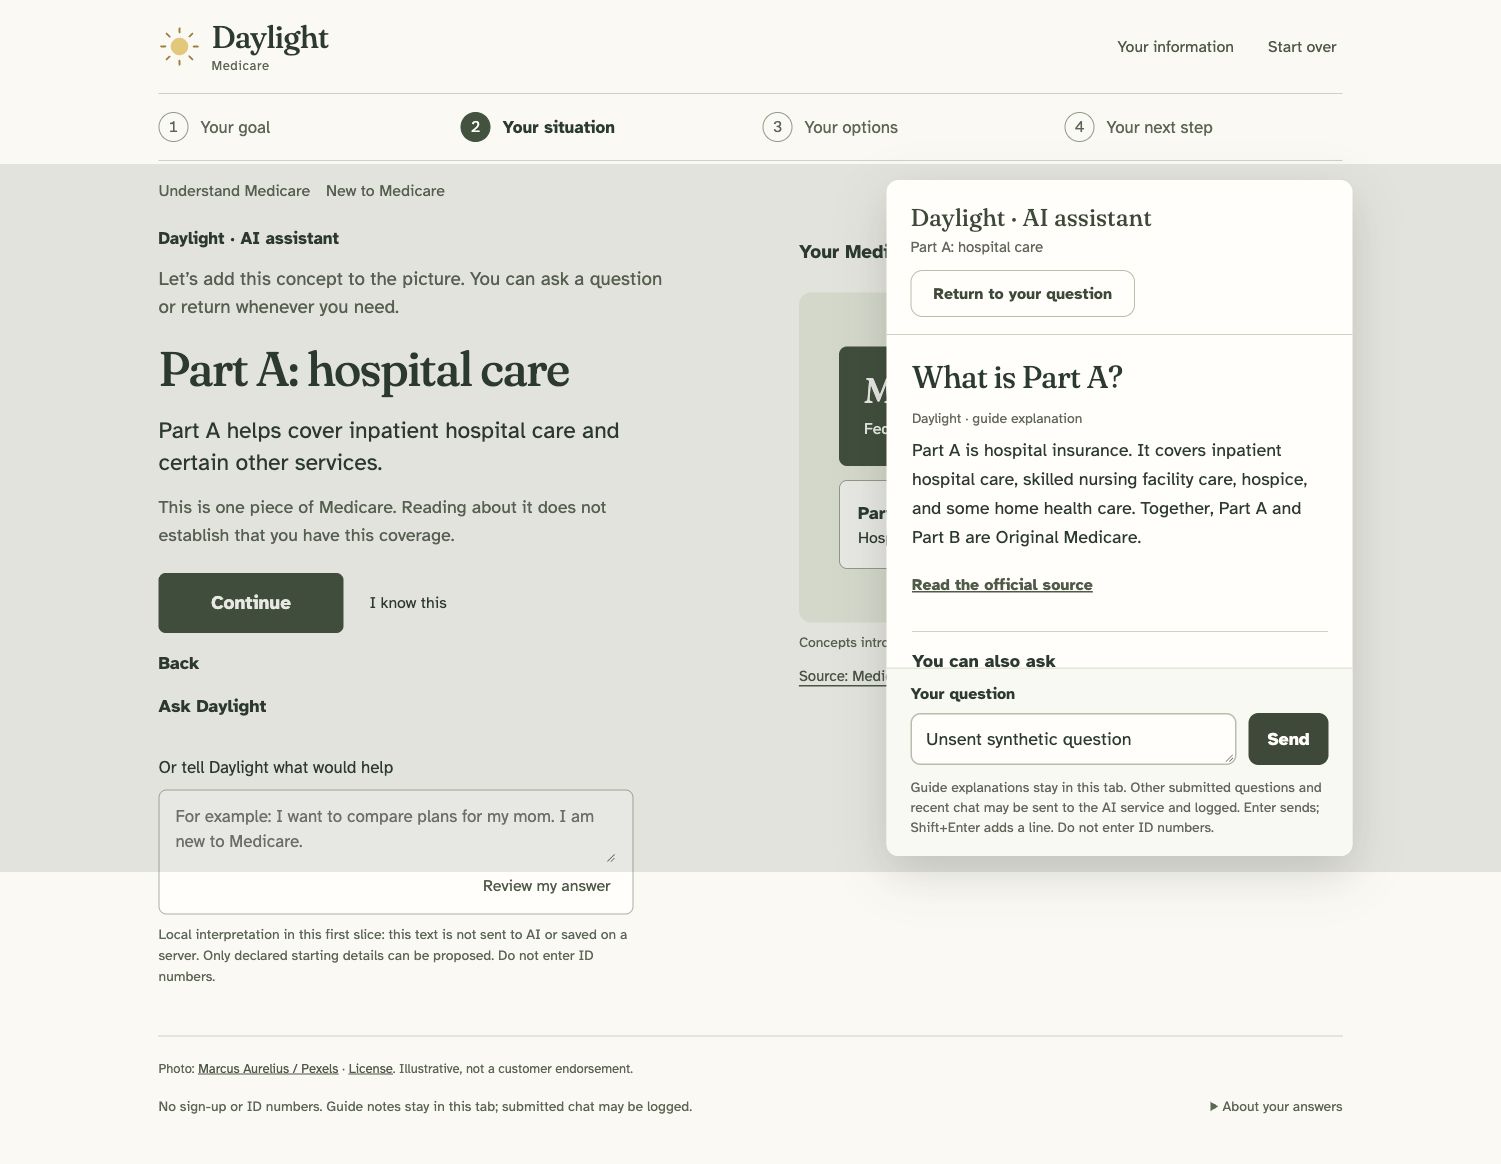 Daylight
Medicare
Your information
Start over
1 Your goal
2 Your situation
3 Your options
4 Your next step
Understand Medicare
New to Medicare
Daylight · AI assistant
Let's add this concept to the picture. You can ask a question
or return whenever you need.
Part A: hospital care
Part A helps cover inpatient hospital care and
certain other services.
This is one piece of Medicare. Reading about it does not
establish that you have this coverage.
Continue
I know this
Back
Ask Daylight
Or tell Daylight what would help
For example: I want to compare plans for my mom. I am
new to Medicare.
Review my answer
Local interpretation in this first slice: this text is not sent to AI or saved on a
server. Only declared starting details can be proposed. Do not enter ID
numbers.
Your
Source:
Concepts
Daylight · AI assistant
Part A: hospital care
Return to your question
What is Part A?
Daylight · guide explanation
Part A is hospital insurance. It covers inpatient
hospital care, skilled nursing facility care, hospice,
and some home health care. Together, Part A and
Part B are Original Medicare.
Read the official source
You can also ask
Your question
Unsent synthetic question
Send
Guide explanations stay in this tab. Other submitted questions and
recent chat may be sent to the AI service and logged. Enter sends;
Shift+Enter adds a line. Do not enter ID numbers.
Photo: Marcus Aurelius / Pexels · License. Illustrative, not a customer endorsement.
No sign-up or ID numbers. Guide notes stay in this tab; submitted chat may be logged.
About your answers